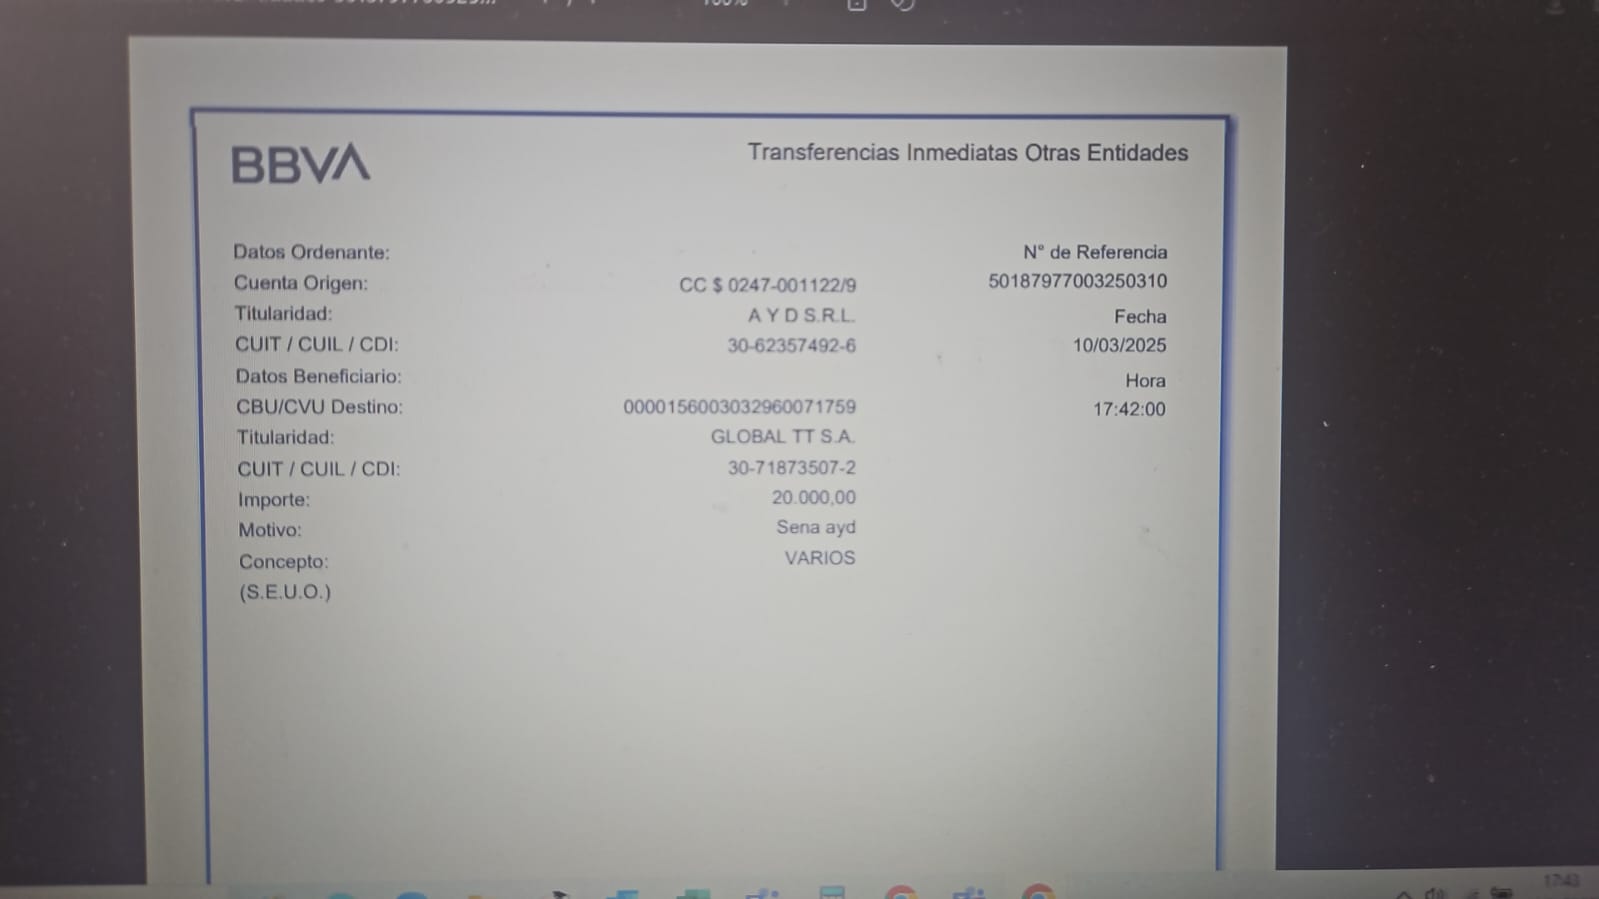 BBVA
Transferencias Inmediatas Otras Entidades
Datos Ordenante:
Cuenta Origen: CC $ 0247-001122/9
Titularidad: A Y D S.R.L.
CUIT / CUIL / CDI: 30-62357492-6
Datos Beneficiario:
CBU/CVU Destino: 0000156003032960071759
Titularidad: GLOBAL TT S.A.
CUIT / CUIL / CDI: 30-71873507-2
Importe: 20.000,00
Motivo: Sena ayd
Concepto: VARIOS
(S.E.U.O.)
N° de Referencia
50187977003250310
Fecha
10/03/2025
Hora
17:42:00
17:43